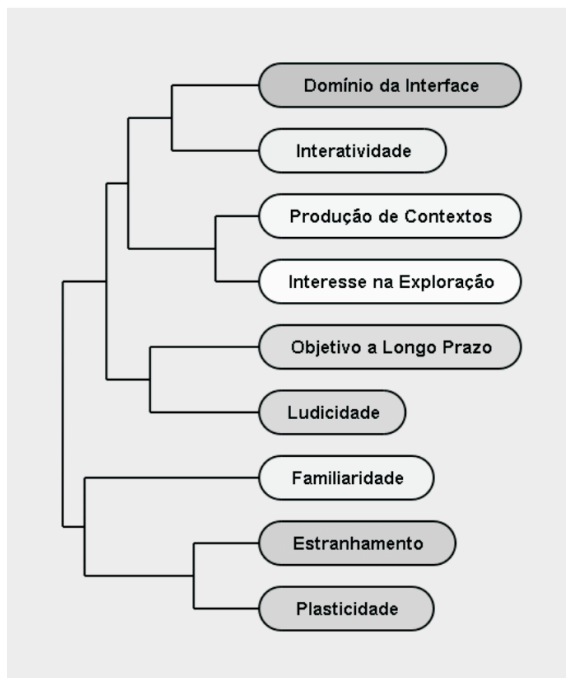 Domínio da Interface
Interatividade
Produção de Contextos
Interesse na Exploração
Objetivo a Longo Prazo
Ludicidade
Familiaridade
Estranhamento
Plasticidade